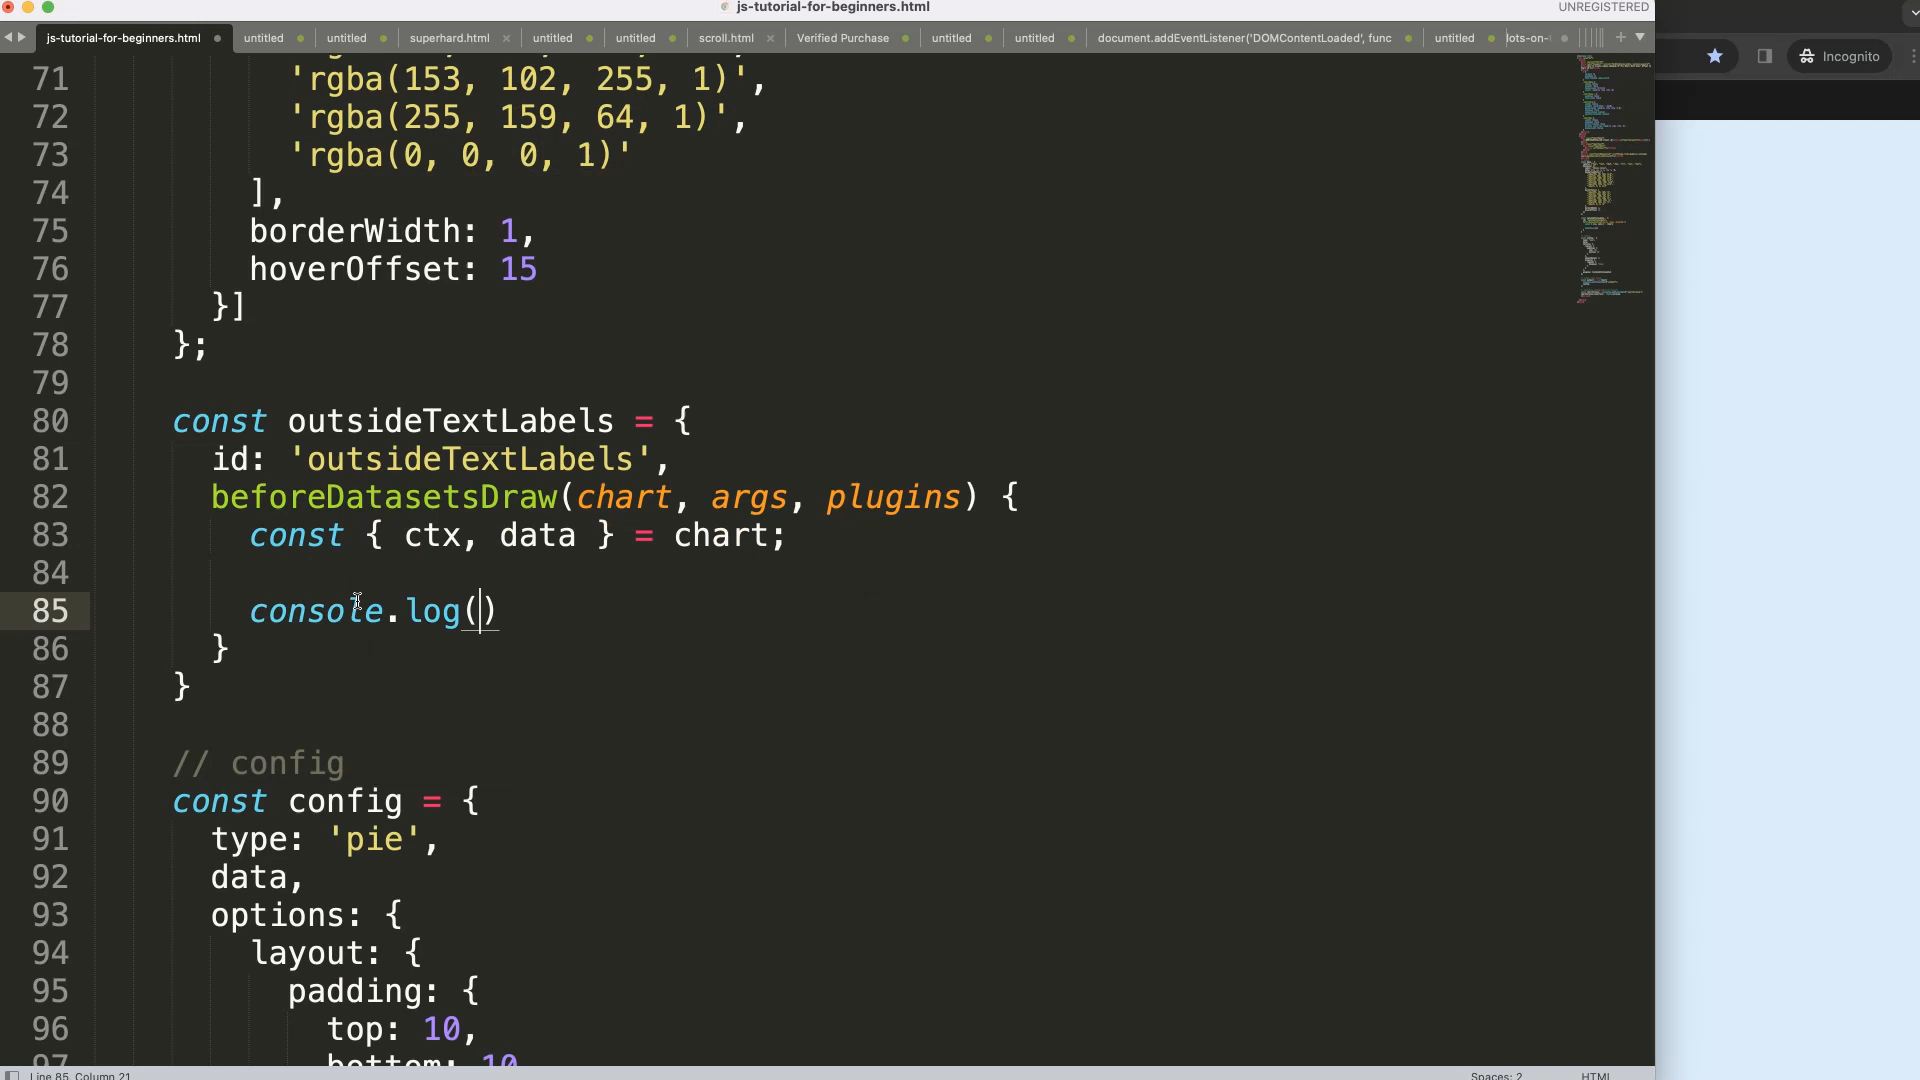 js-tutorial-for-beginners.html
UNREGISTERED
js-tutorial-for-beginners.html untitled untitled superhard.html untitled untitled scroll.html Verified Purchase untitled untitled document.addEventListener('DOMContentLoaded', func untitled lots-on-
Incognito
71 'rgba(153, 102, 255, 1)',
72 'rgba(255, 159, 64, 1)',
73 'rgba(0, 0, 0, 1)'
74 ],
75 borderWidth: 1,
76 hoverOffset: 15
77 }]
78 };
79
80 const outsideTextLabels = {
81 id: 'outsideTextLabels',
82 beforeDatasetsDraw(chart, args, plugins) {
83 const { ctx, data } = chart;
84
85 console.log()
86 }
87 }
88
89 // config
90 const config = {
91 type: 'pie',
92 data,
93 options: {
94 layout: {
95 padding: {
96 top: 10,
97 bottom: 10
Line 85, Column 21
Spaces: 2
HTML